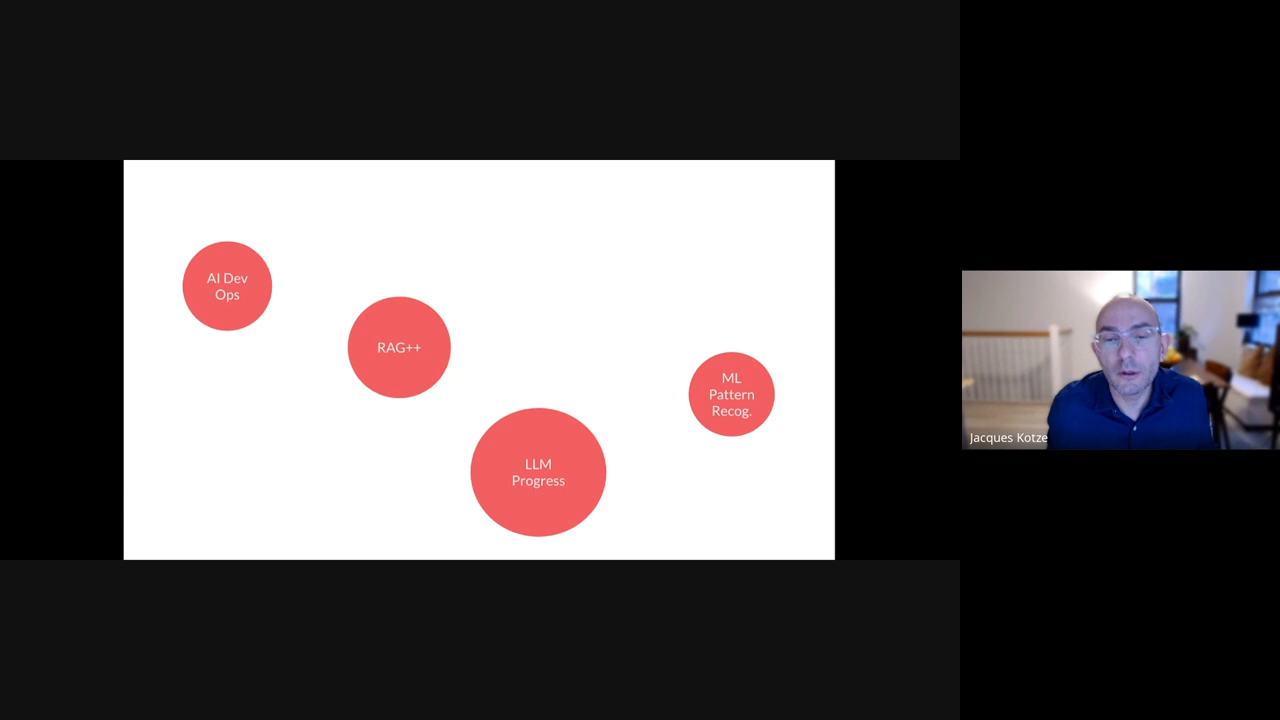 AI Dev
Ops
RAG++
ML
Pattern
Recog.
LLM
Progress
Jacques Kotze